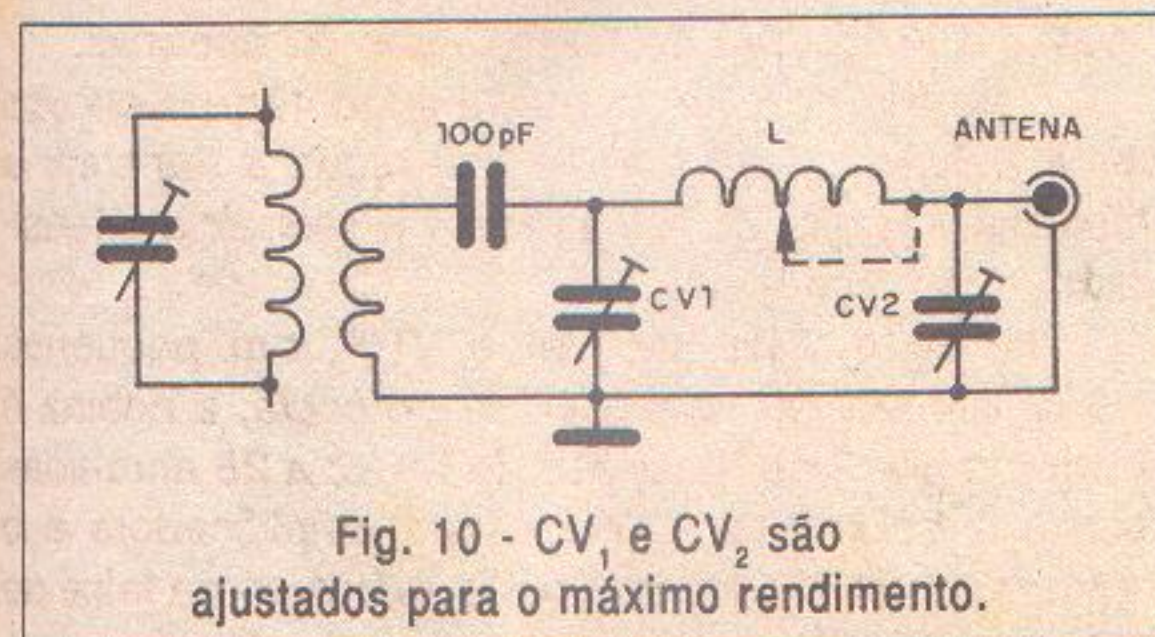 100pF
L
ANTENA
CV1
CV2
Fig. 10 - CV₁ e CV₂ são
ajustados para o máximo rendimento.